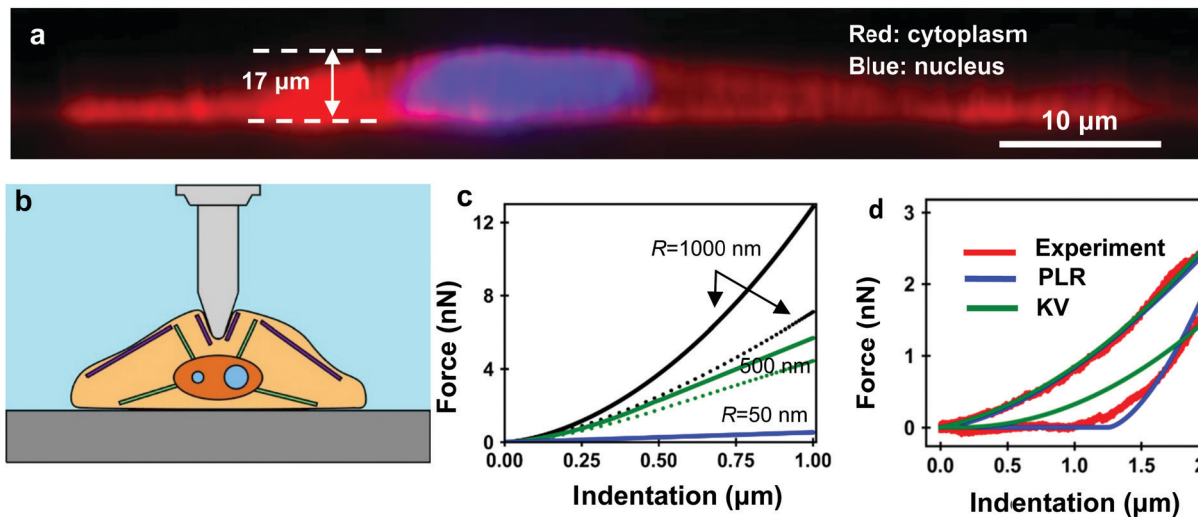 a
17 µm
Red: cytoplasm
Blue: nucleus
10 µm
b
c
12
8
4
0
0.00
0.25
0.50
0.75
1.00
Force (nN)
Indentation (µm)
R=1000 nm
500 nm
R=50 nm
d
3
2
1
0
0.0
0.5
1.0
1.5
2
Force (nN)
Indentation (µm)
Experiment
PLR
KV